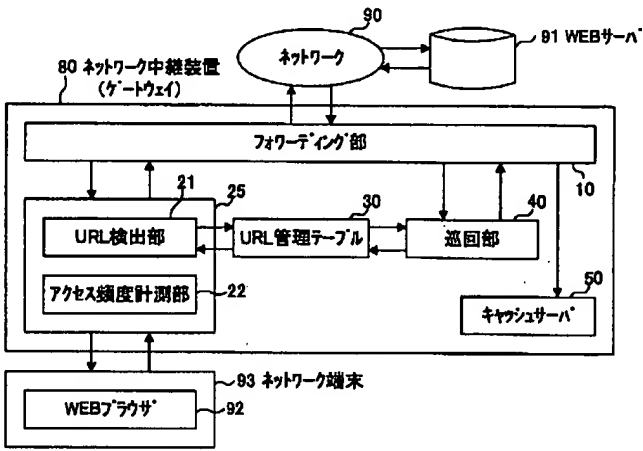 90
ネットワーク
91 WEBサーバ
80 ネットワーク中継装置
(ゲートウェイ)
フォワーディング部
10
21
25
30
40
URL検出部
URL管理テーブル
巡回部
アクセス頻度計測部
22
50
キャッシュサーバ
93 ネットワーク端末
WEBブラウザ
92